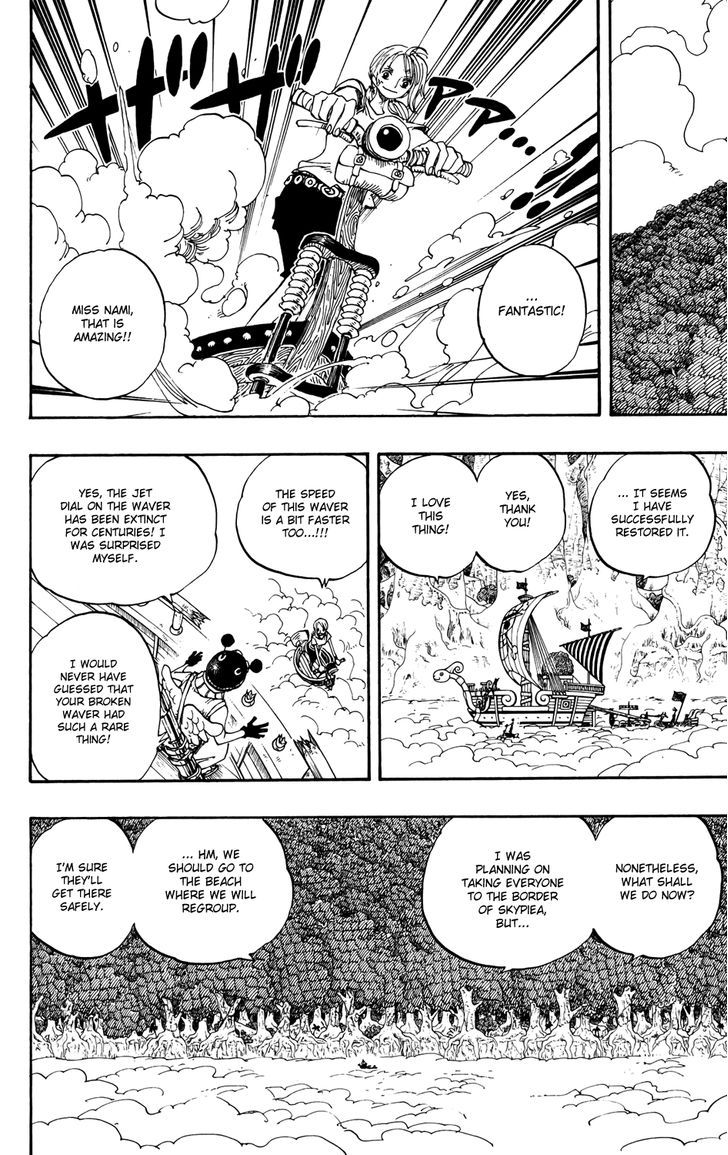 ザザ
アア…
...
FANTASTIC!
MISS NAMI,
THAT IS
AMAZING!!
... IT SEEMS
I HAVE
SUCCESSFULLY
RESTORED IT.
YES,
THANK
YOU!
I LOVE
THIS
THING!
THE SPEED
OF THIS WAVER
IS A BIT FASTER
TOO...!!!
YES, THE JET
DIAL ON THE WAVER
HAS BEEN EXTINCT
FOR CENTURIES! I
WAS SURPRISED
MYSELF.
I WOULD
NEVER HAVE
GUESSED THAT
YOUR BROKEN
WAVER HAD
SUCH A RARE
THING!
NONETHELESS,
WHAT SHALL
WE DO NOW?
I WAS
PLANNING ON
TAKING EVERYONE
TO THE BORDER
OF SKYPIEA,
BUT...
... HM, WE
SHOULD GO TO
THE BEACH
WHERE WE WILL
REGROUP.
I'M SURE
THEY'LL
GET THERE
SAFELY.